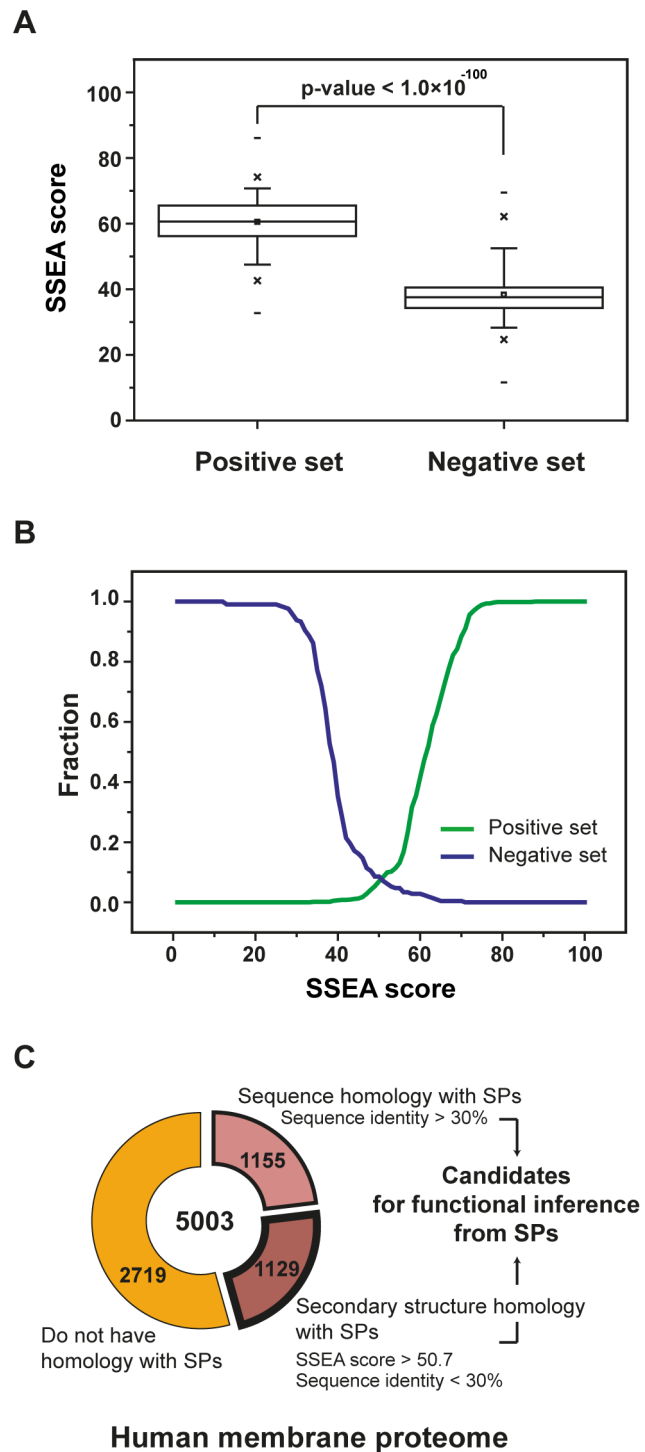 A
p-value < 1.0×10-100
SSEA score
100
80
60
40
20
0
Positive set
Negative set
B
Fraction
1.0
0.8
0.6
0.4
0.2
0.0
Positive set
Negative set
0
20
40
60
80
100
SSEA score
C
Sequence homology with SPs
Sequence identity > 30%
1155
5003
2719
1129
Candidates
for functional inference
from SPs
Do not have
homology with SPs
Secondary structure homology
with SPs
SSEA score > 50.7
Sequence identity < 30%
Human membrane proteome